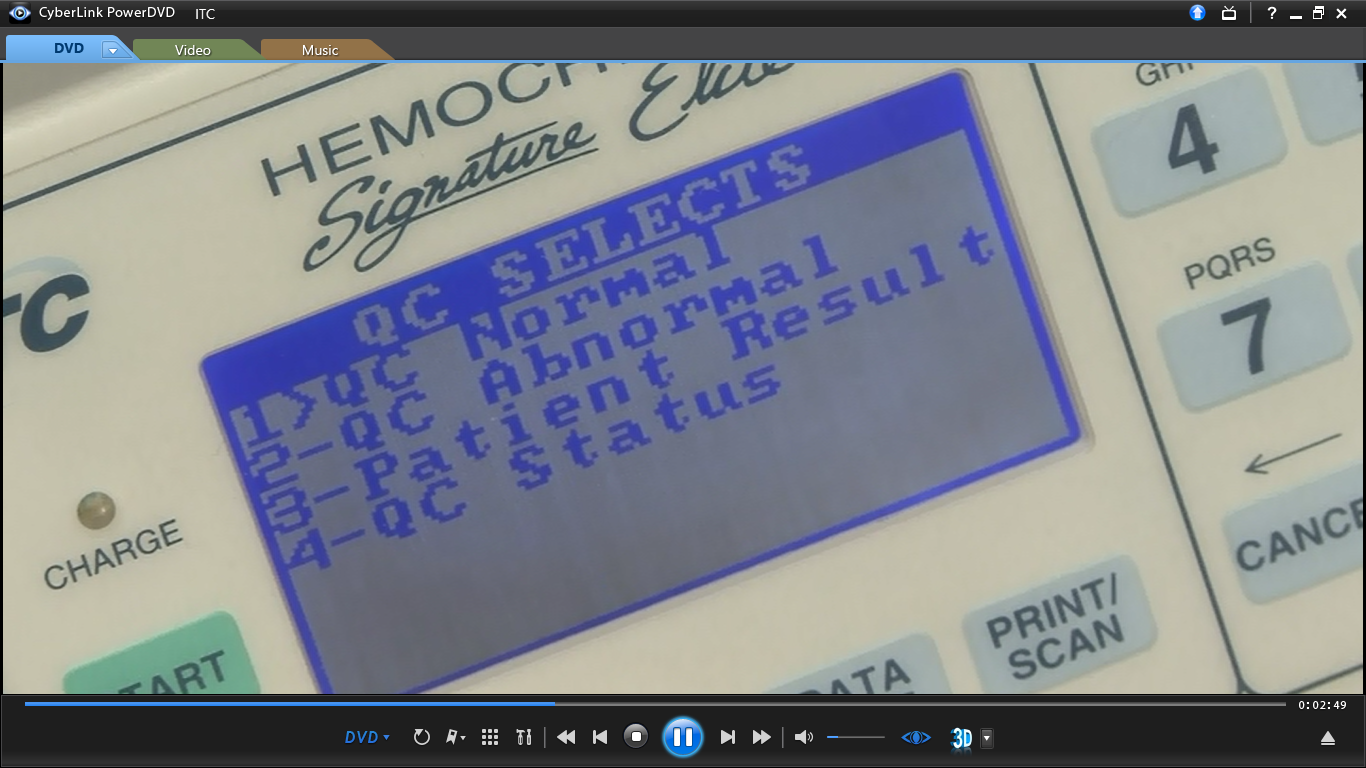 CyberLink PowerDVD ITC
DVD
Video
Music
Signature Elite
QC SELECTS
1>QC Normal
2-QC Abnormal
3-Patient Result
4-QC Status
CHARGE
4
PQRS
7
PRINT/
SCAN
0:02:49
DVD
3D